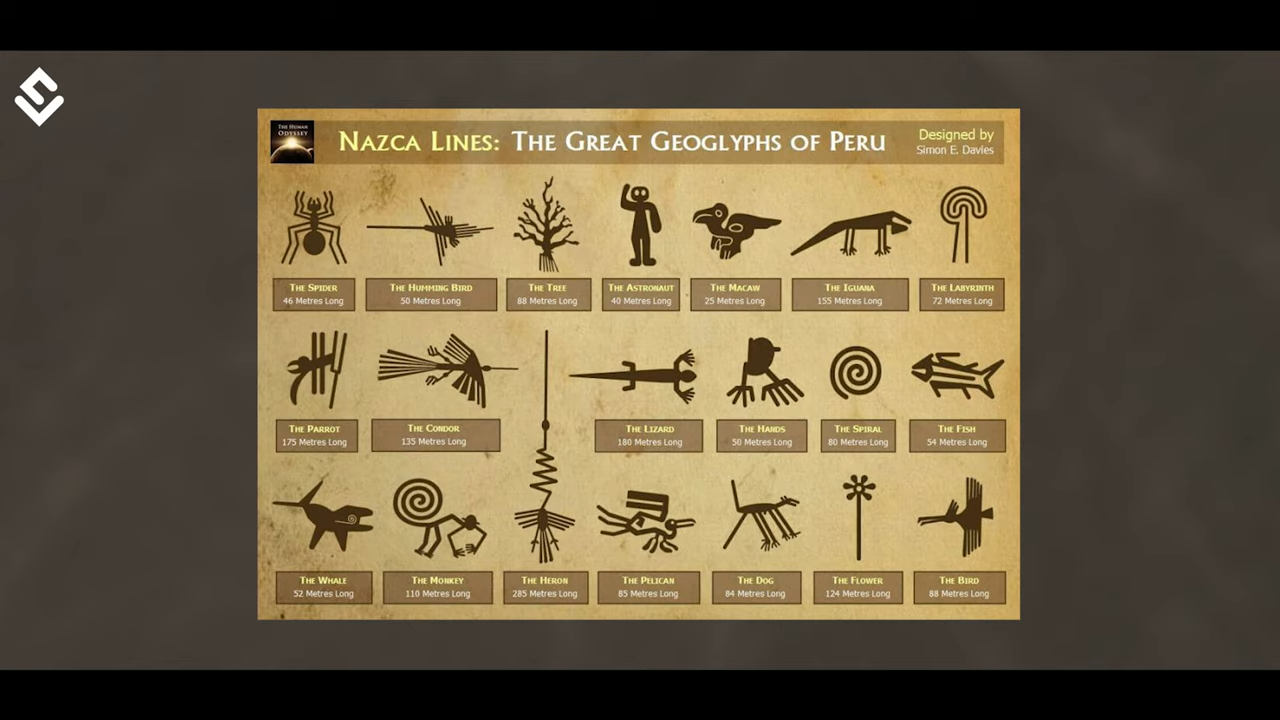 THE HUMAN
ODYSSEY
NAZCA LINES: THE GREAT GEOGLYPHS OF PERU
Designed by
Simon E. Davies
THE SPIDER
46 Metres Long
THE HUMMING BIRD
50 Metres Long
THE TREE
88 Metres Long
THE ASTRONAUT
40 Metres Long
THE MACAW
25 Metres Long
THE IGUANA
155 Metres Long
THE LABYRINTH
72 Metres Long
THE PARROT
175 Metres Long
THE CONDOR
135 Metres Long
THE LIZARD
180 Metres Long
THE HANDS
50 Metres Long
THE SPIRAL
80 Metres Long
THE FISH
54 Metres Long
THE WHALE
52 Metres Long
THE MONKEY
110 Metres Long
THE HERON
285 Metres Long
THE PELICAN
85 Metres Long
THE DOG
84 Metres Long
THE FLOWER
124 Metres Long
THE BIRD
88 Metres Long